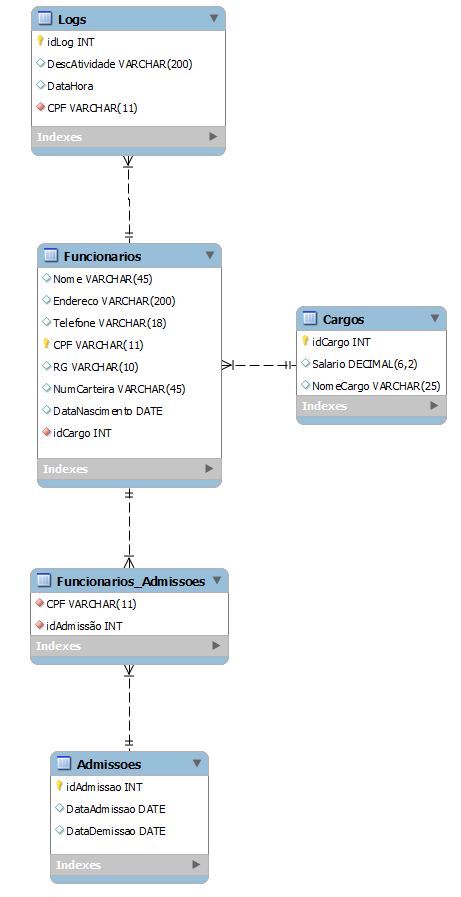 Logs
idLog INT
DescAtividade VARCHAR(200)
DataHora
CPF VARCHAR(11)
Indexes
Funcionarios
Nome VARCHAR(45)
Endereco VARCHAR(200)
Telefone VARCHAR(18)
CPF VARCHAR(11)
RG VARCHAR(10)
NumCarteira VARCHAR(45)
DataNascimento DATE
idCargo INT
Indexes
Cargos
idCargo INT
Salario DECIMAL(6,2)
NomeCargo VARCHAR(25)
Indexes
Funcionarios_Admissoes
CPF VARCHAR(11)
idAdmissão INT
Indexes
Admissoes
idAdmissao INT
DataAdmissao DATE
DataDemissao DATE
Indexes